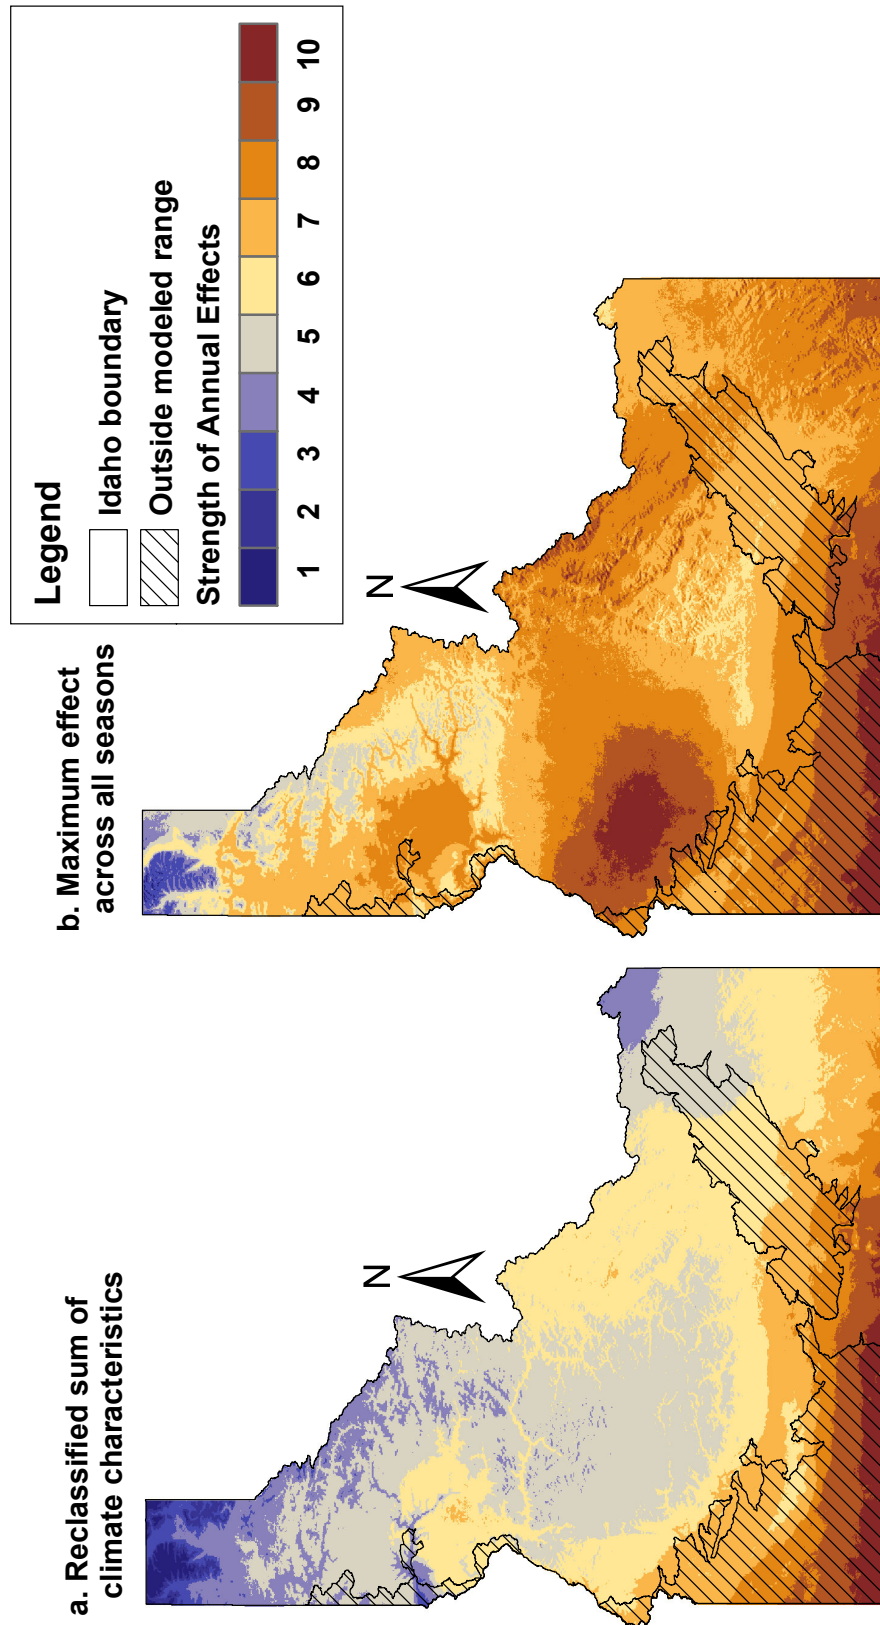 a. Reclassified sum of
climate characteristics
N
b. Maximum effect
across all seasons
N
Legend
Idaho boundary
Outside modeled range
Strength of Annual Effects
1 2 3 4 5 6 7 8 9 10